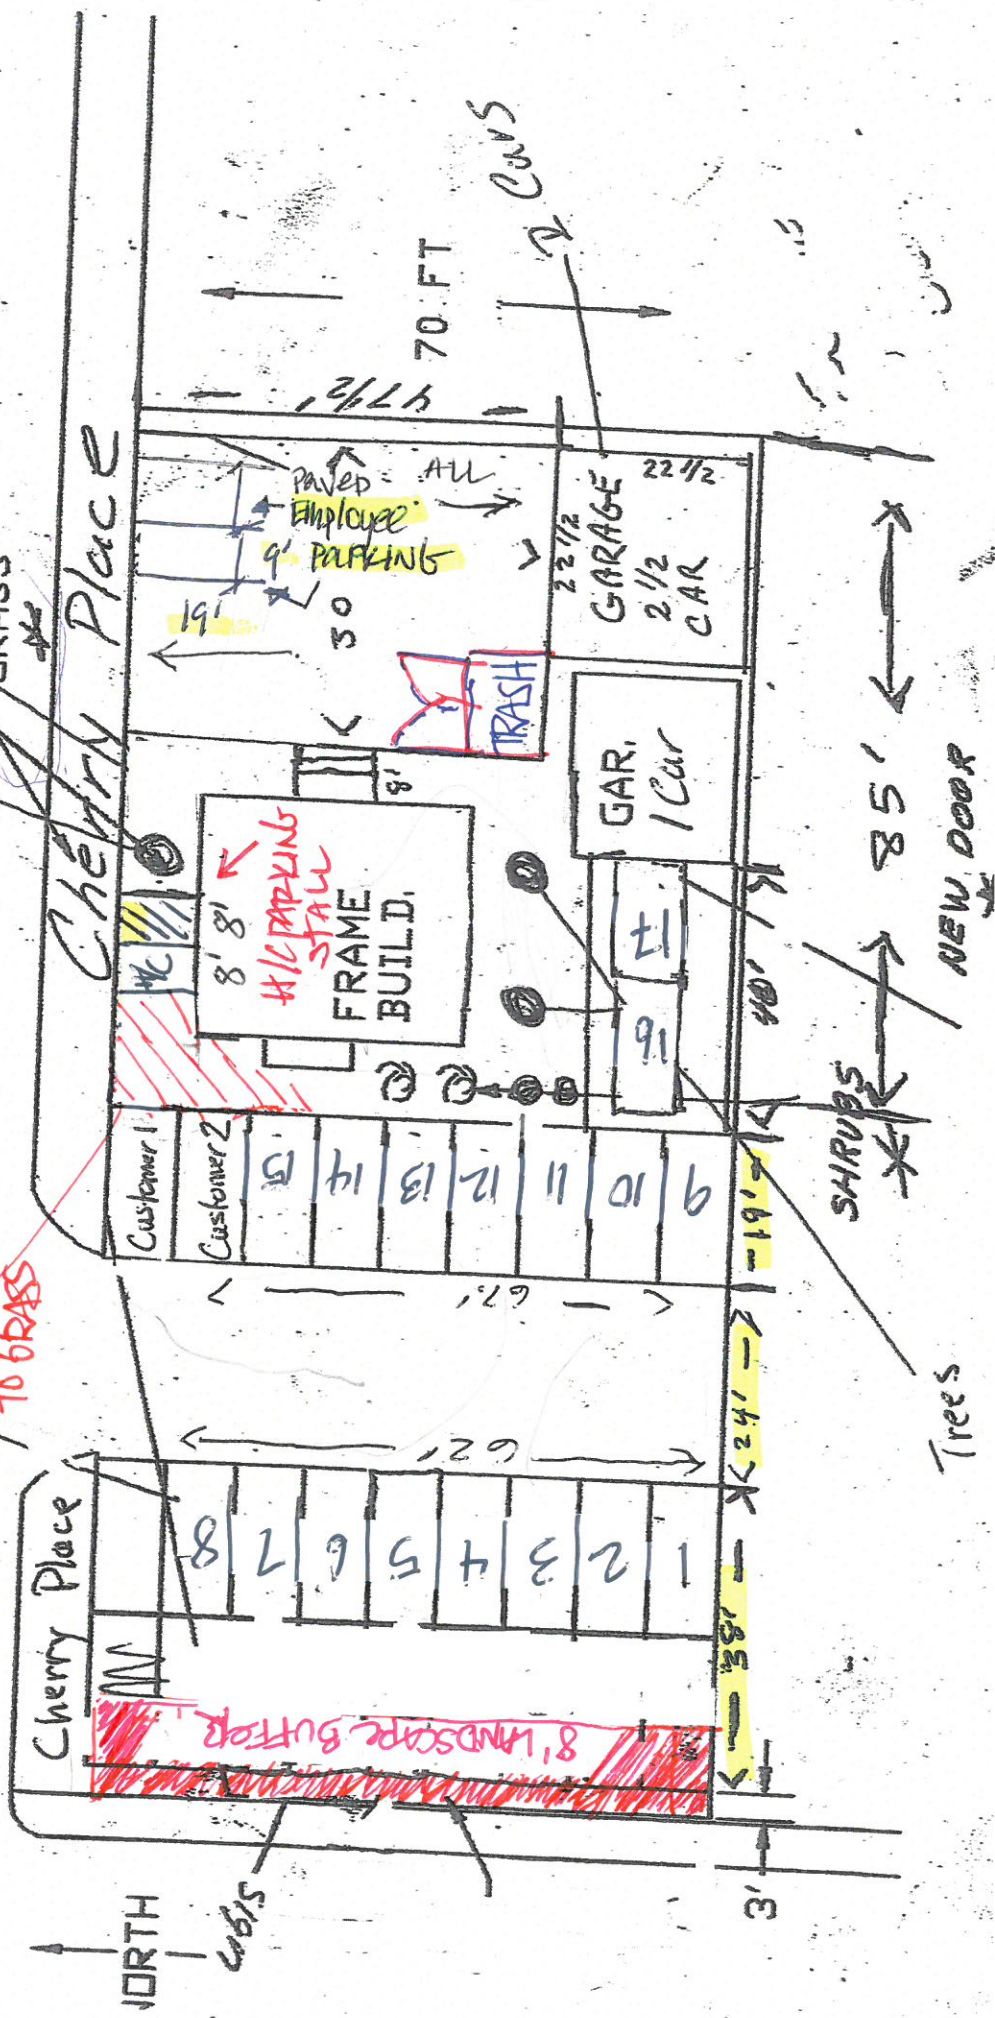 GRASS
TO GRASS
Cherry Place
Cherry Place
Customer 1
Customer 2
15
14
13
12
11
10
9
8
7
6
5
4
3
2
1
H/C
8' 8'
H/C PARKING
STALL
FRAME
BUILD.
8'
19'
30
Paved ALL
Employee
9' PARKING
47 1/2'
70 FT
2 Cars
22 1/2
22 1/2
GARAGE
2 1/2
CAR
TRASH
GAR.
1 Car
16
17
67'
62'
8' LANDSCAPE BUFFER
NORTH
signs
3'
38'
24'
19'
40'
85'
SHRUBS
NEW DOOR
Trees